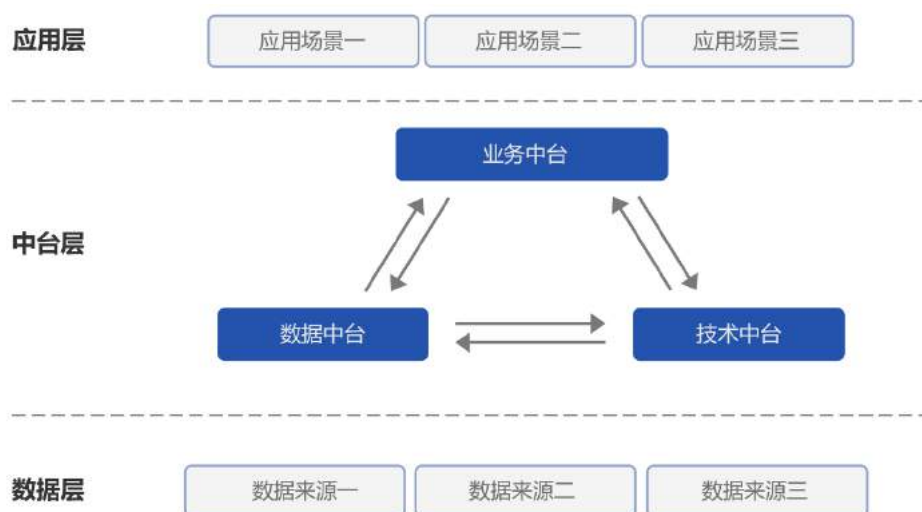 应用层
应用场景一
应用场景二
应用场景三
业务中台
中台层
数据中台
技术中台
数据层
数据来源一
数据来源二
数据来源三